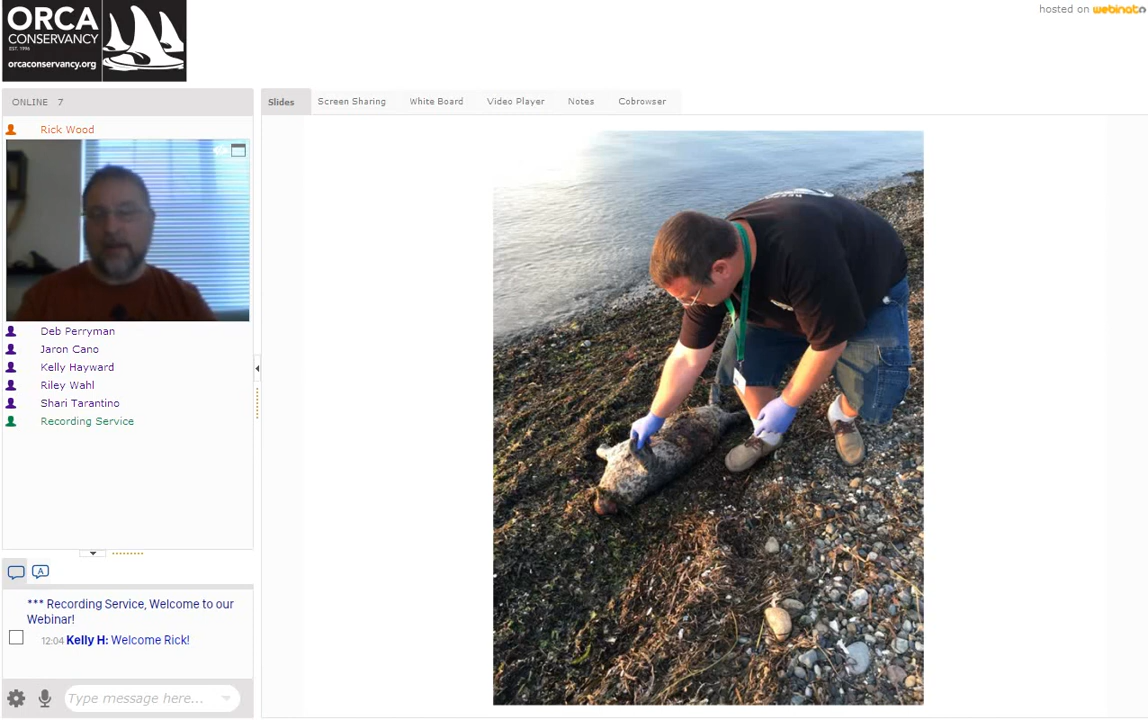 ORCA
CONSERVANCY
EST. 1996
orcaconservancy.org
hosted on webinato
ONLINE 7
Slides
Screen Sharing
White Board
Video Player
Notes
Cobrowser
Rick Wood
Deb Perryman
Jaron Cano
Kelly Hayward
Riley Wahl
Shari Tarantino
Recording Service
A
*** Recording Service, Welcome to our
Webinar!
12:04 Kelly H: Welcome Rick!
Type message here...